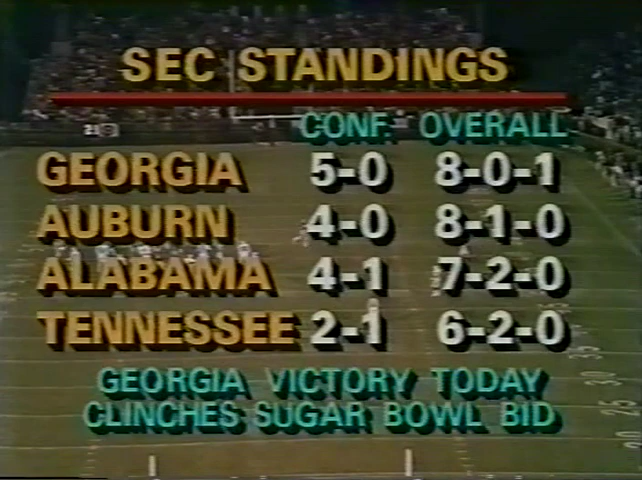 SEC STANDINGS
CONF. OVERALL
GEORGIA 5-0 8-0-1
AUBURN 4-0 8-1-0
ALABAMA 4-1 7-2-0
TENNESSEE 2-1 6-2-0
GEORGIA VICTORY TODAY
CLINCHES SUGAR BOWL BID